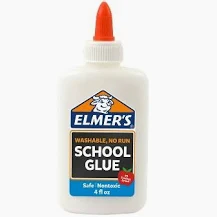 ELMER'S
WASHABLE, NO RUN
SCHOOL
GLUE
Safe Nontoxic
4 fl oz